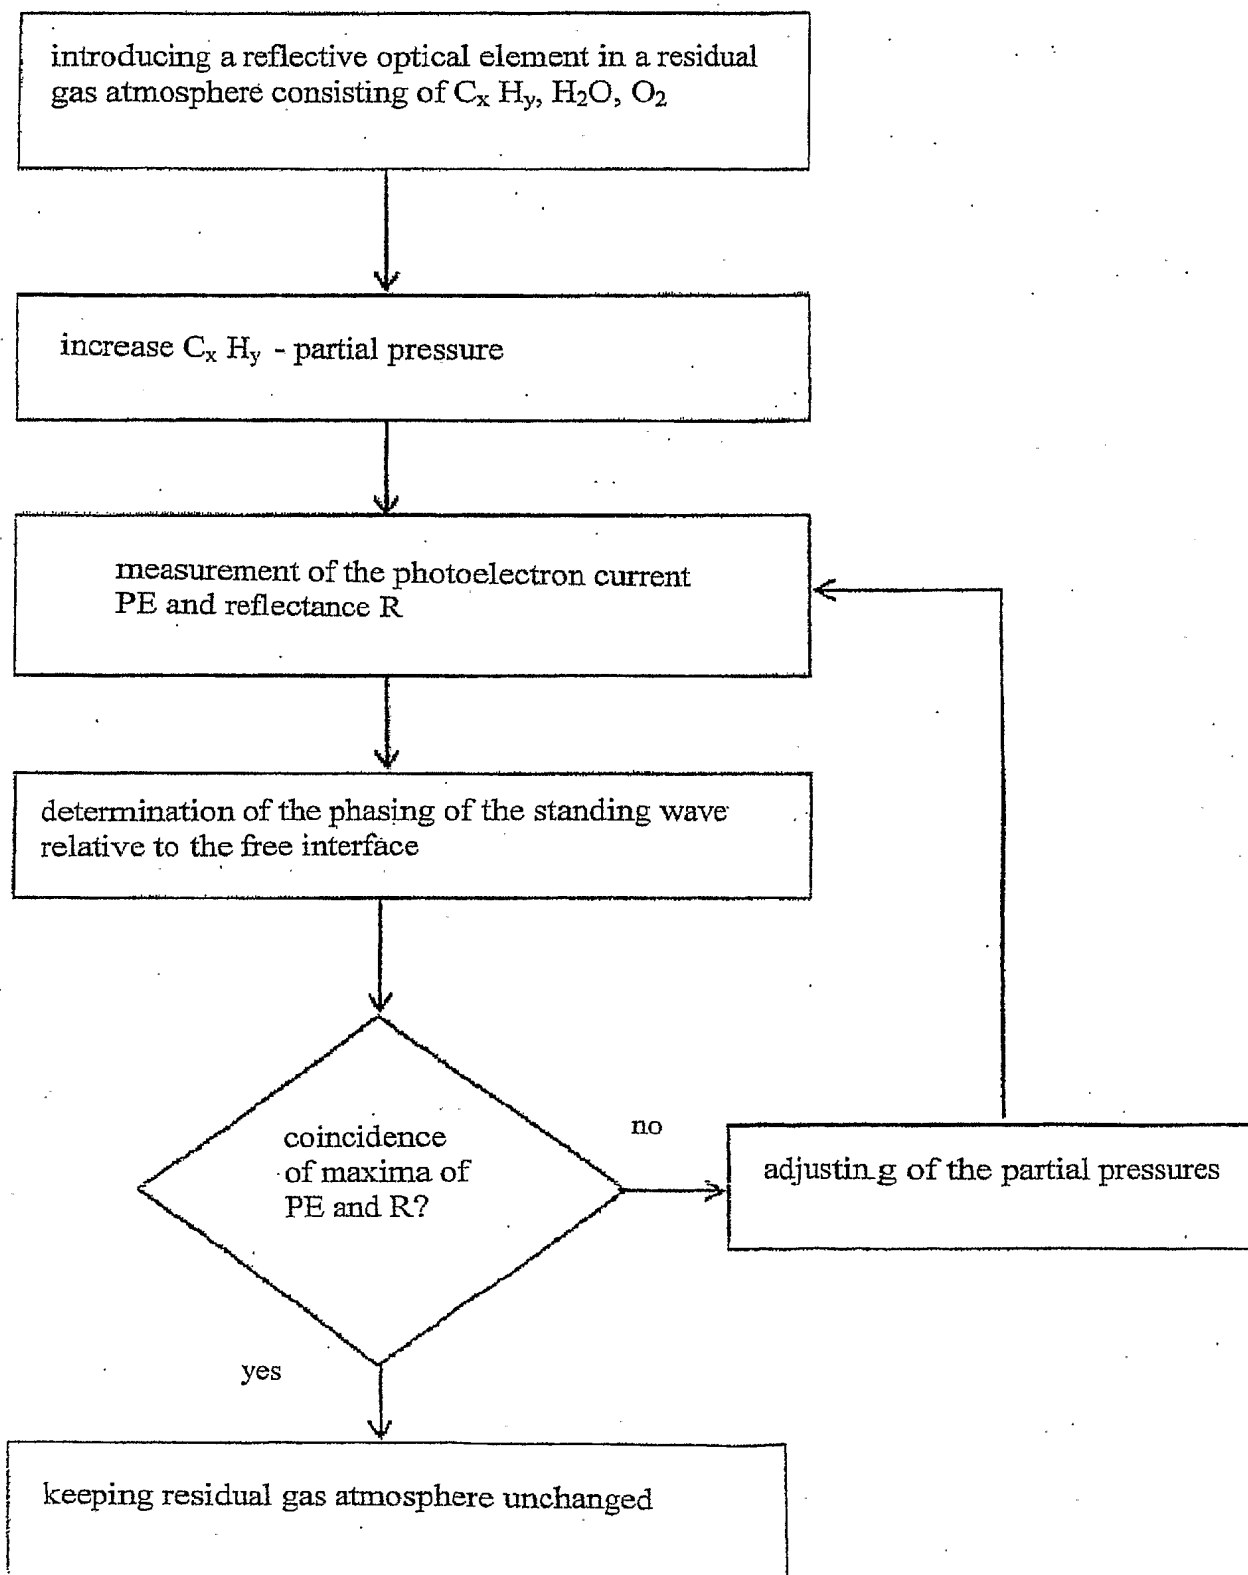 introducing a reflective optical element in a residual
gas atmosphere consisting of Cx Hy, H2O, O2
increase Cx Hy - partial pressure
measurement of the photoelectron current
PE and reflectance R
determination of the phasing of the standing wave
relative to the free interface
coincidence
of maxima of
PE and R?
no
adjustin.g of the partial pressures
yes
keeping residual gas atmosphere unchanged